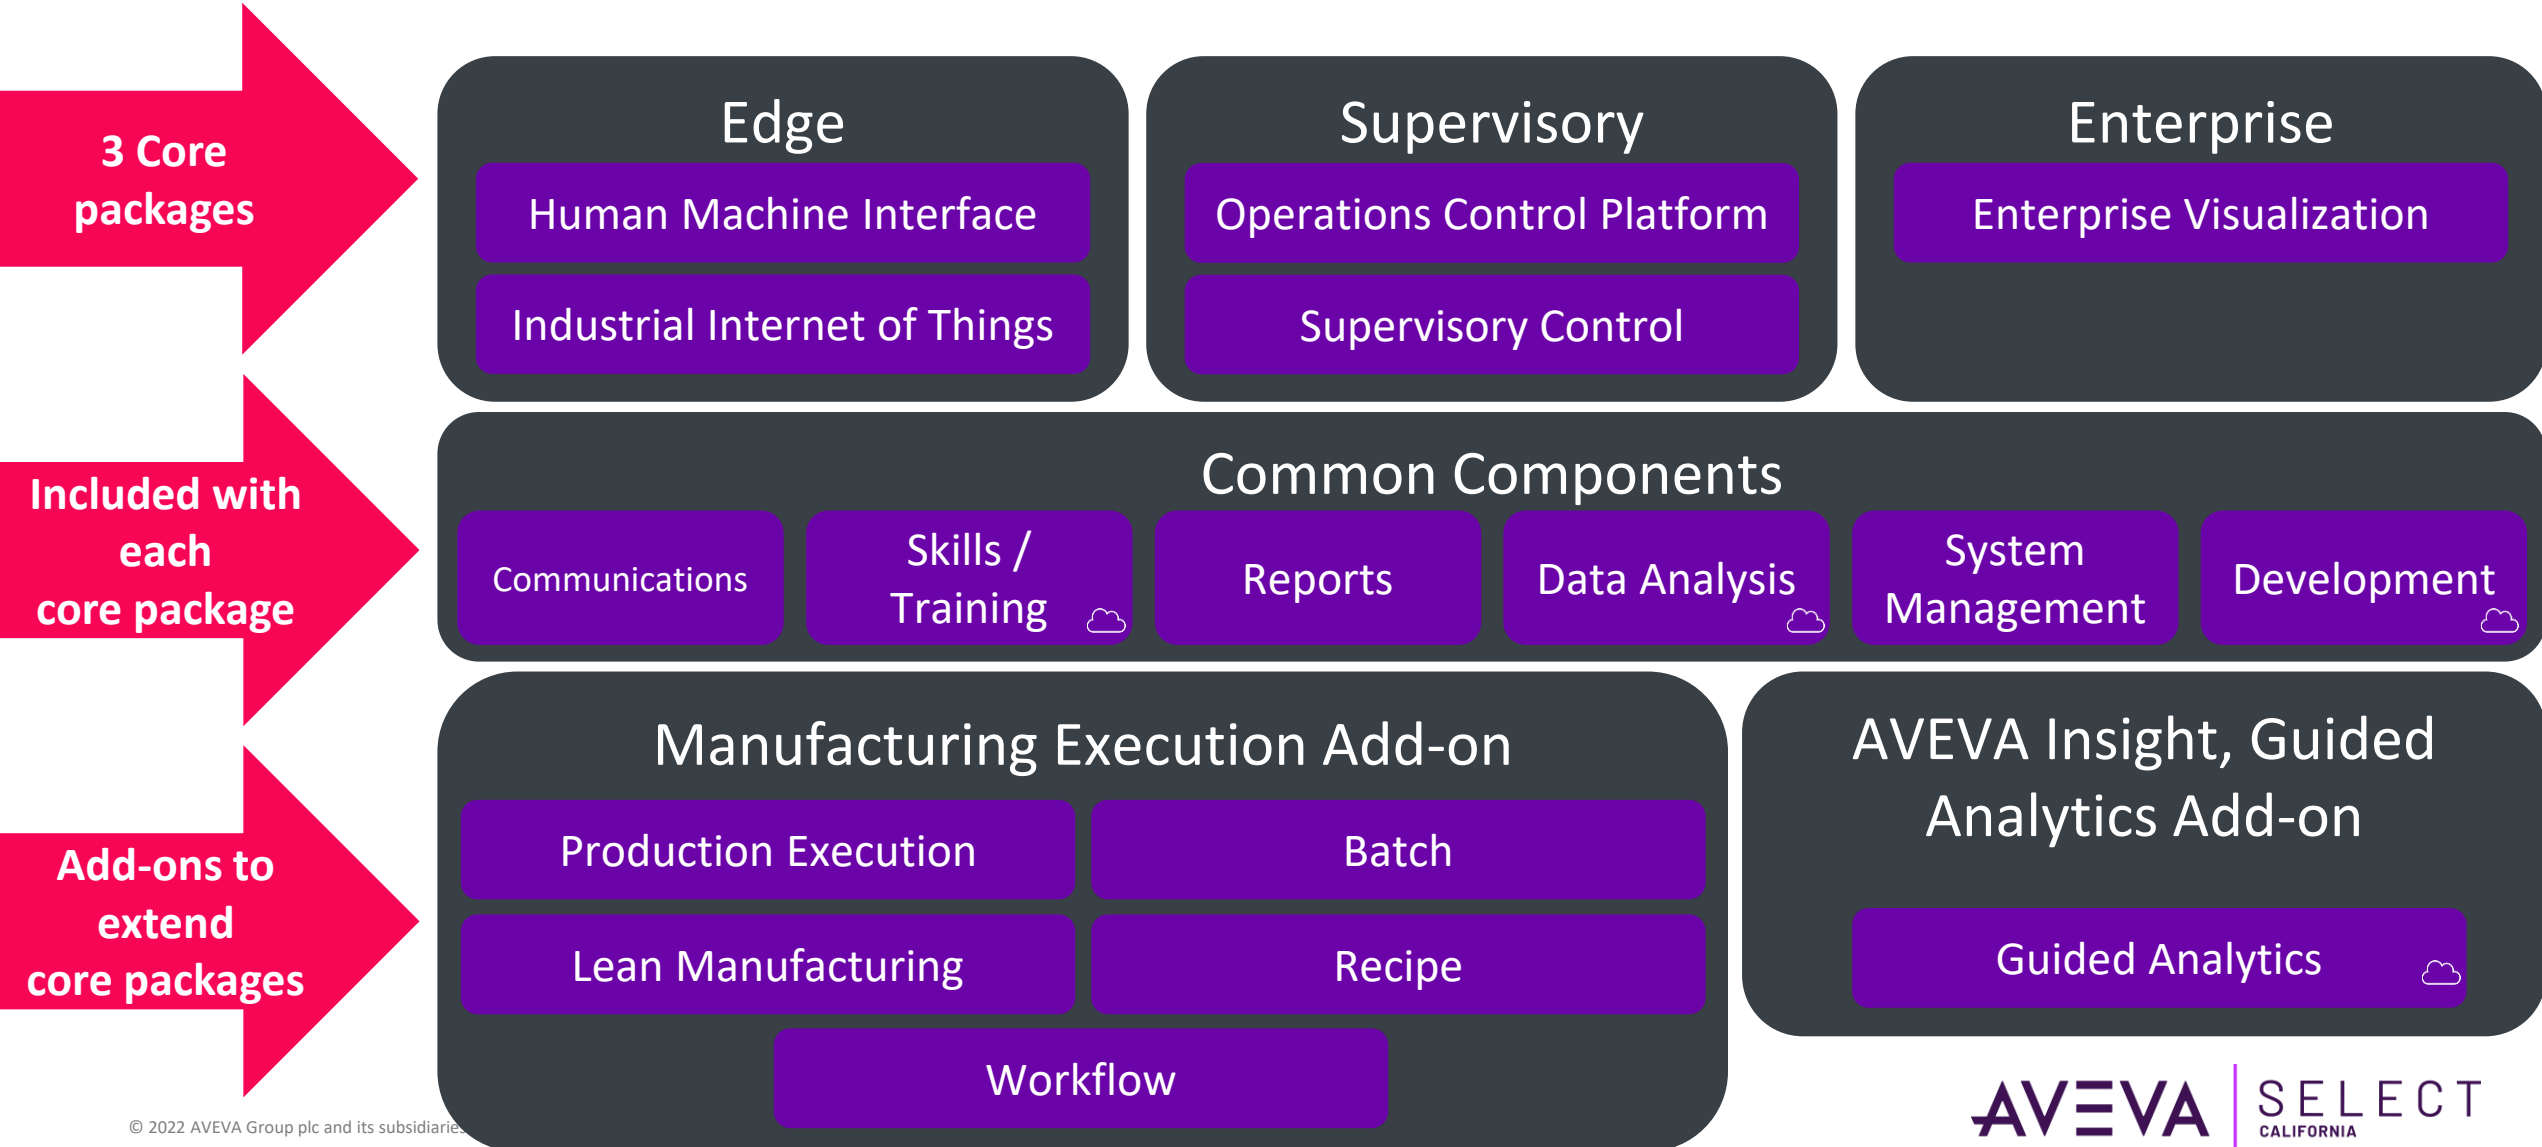 3 Core
packages
Edge
Human Machine Interface
Industrial Internet of Things
Supervisory
Operations Control Platform
Supervisory Control
Enterprise
Enterprise Visualization
Included with
each
core package
Common Components
Communications
Skills /
Training
Reports
Data Analysis
System
Management
Development
Add-ons to
extend
core packages
Manufacturing Execution Add-on
Production Execution
Batch
Lean Manufacturing
Recipe
Workflow
AVEVA Insight, Guided
Analytics Add-on
Guided Analytics
© 2022 AVEVA Group plc and its subsidiaries
AVEVA
SELECT
CALIFORNIA